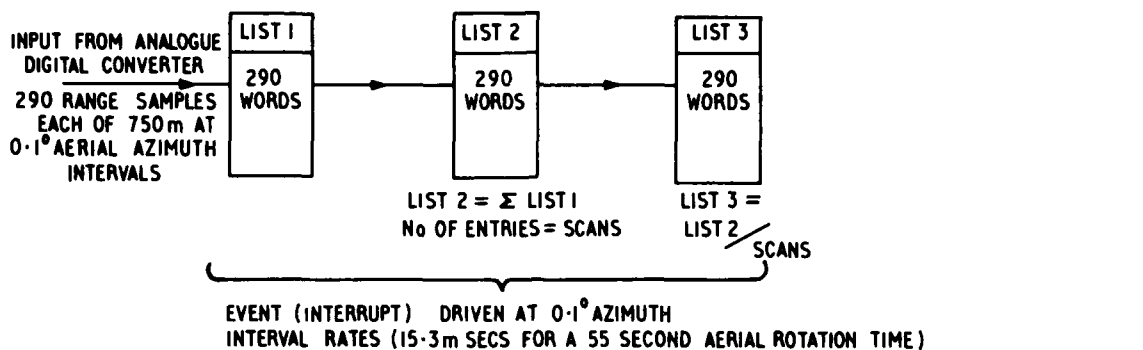 INPUT FROM ANALOGUE
DIGITAL CONVERTER
290 RANGE SAMPLES
EACH OF 750m AT
0·1° AERIAL AZIMUTH
INTERVALS
LIST 1
290
WORDS
LIST 2
290
WORDS
LIST 2 = Σ LIST 1
No OF ENTRIES = SCANS
LIST 3
290
WORDS
LIST 3 =
LIST 2/SCANS
EVENT (INTERRUPT) DRIVEN AT 0·1° AZIMUTH
INTERVAL RATES (15·3m SECS FOR A 55 SECOND AERIAL ROTATION TIME)